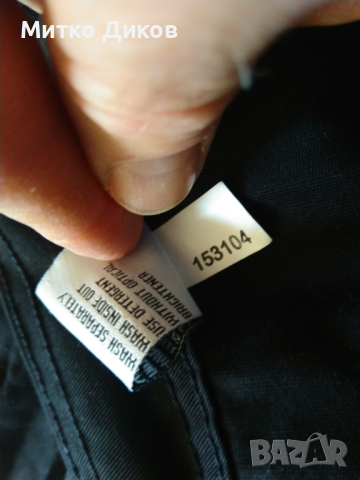 Митко Диков
153104
WASH SEPARATELY
WASH INSIDE OUT
USE DETERGENT
WITHOUT OPTICAL
BRIGHTENER
BAZAR